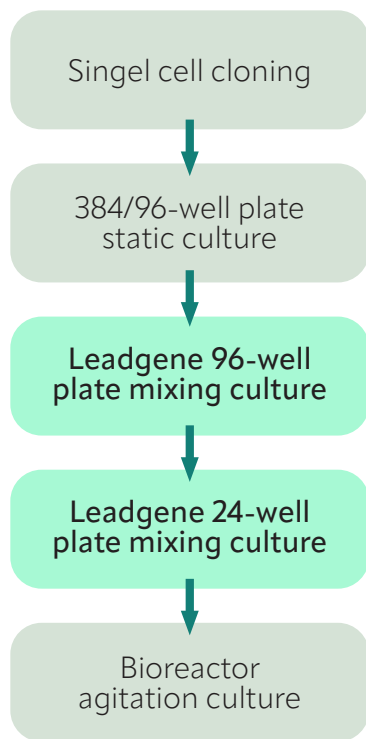 Singel cell cloning
384/96-well plate
static culture
Leadgene 96-well
plate mixing culture
Leadgene 24-well
plate mixing culture
Bioreactor
agitation culture